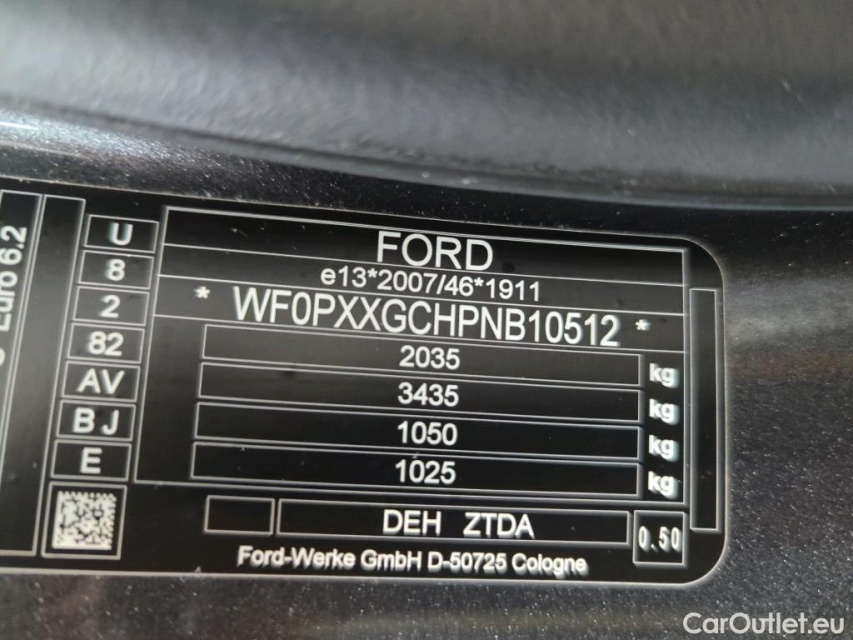 Euro 6.2
U
8
2
82
AV
BJ
E
FORD
e13*2007/46*1911
* WF0PXXGCHPNB10512 *
2035 kg
3435 kg
1050 kg
1025 kg
DEH ZTDA 0.50
Ford-Werke GmbH D-50725 Cologne
CarOutlet.eu